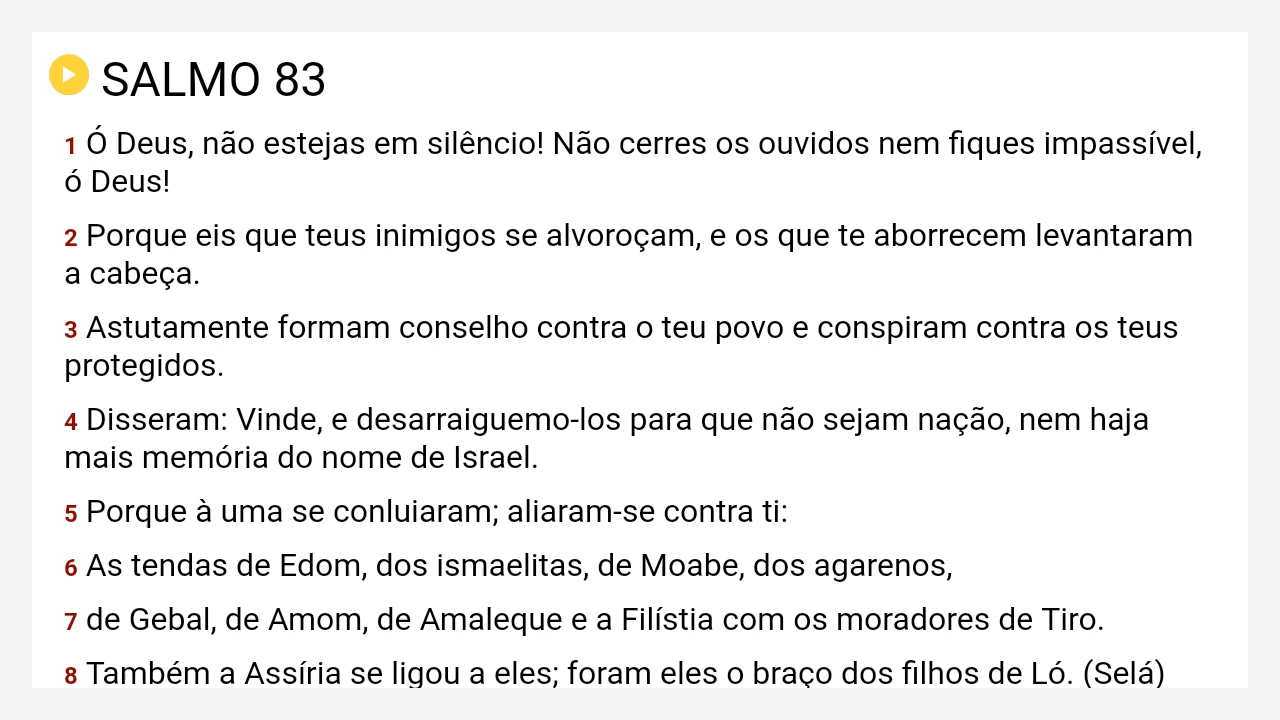 SALMO 83
1 Ó Deus, não estejas em silêncio! Não cerres os ouvidos nem fiques impassível,
ó Deus!
2 Porque eis que teus inimigos se alvoroçam, e os que te aborrecem levantaram
a cabeça.
3 Astutamente formam conselho contra o teu povo e conspiram contra os teus
protegidos.
4 Disseram: Vinde, e desarraiguemo-los para que não sejam nação, nem haja
mais memória do nome de Israel.
5 Porque à uma se conluiaram; aliaram-se contra ti:
6 As tendas de Edom, dos ismaelitas, de Moabe, dos agarenos,
7 de Gebal, de Amom, de Amaleque e a Filístia com os moradores de Tiro.
8 Também a Assíria se ligou a eles; foram eles o braço dos filhos de Ló. (Selá)